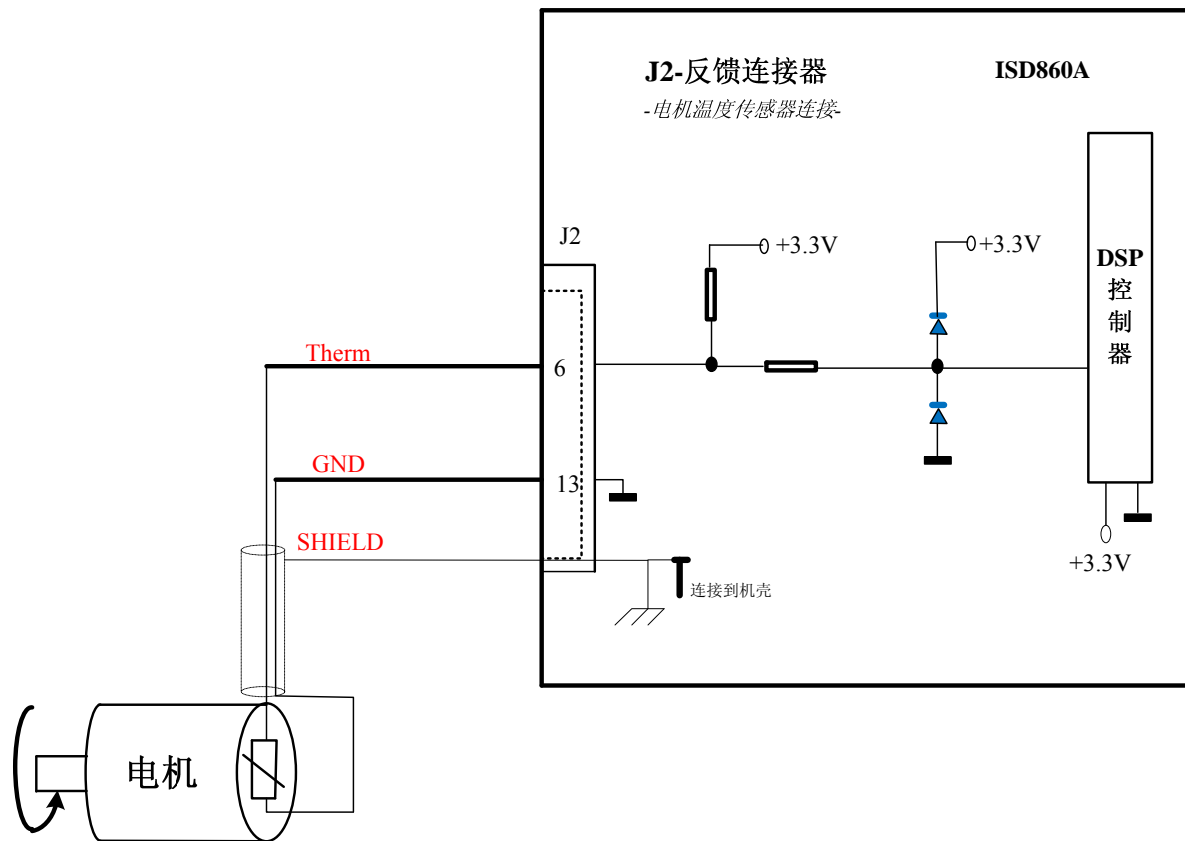 J2-反馈连接器
ISD860A
-电机温度传感器连接-
J2
+3.3V
+3.3V
DSP
控
制
器
Therm
6
GND
13
SHIELD
连接到机壳
+3.3V
电机